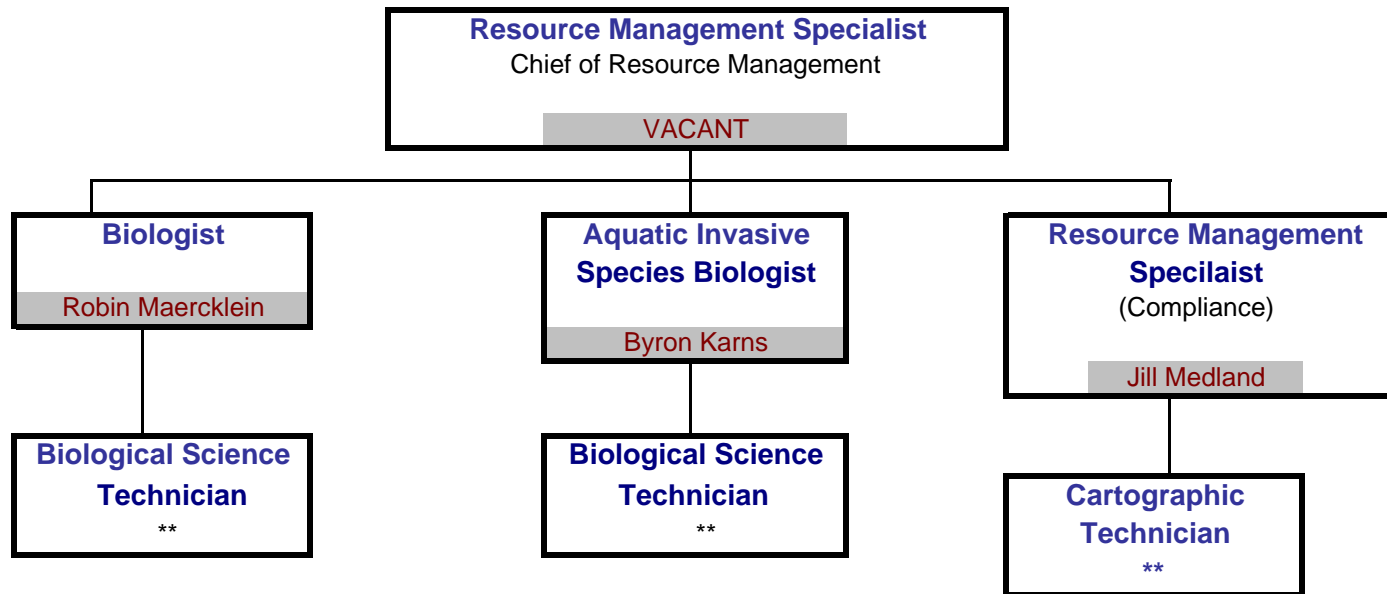 Resource Management Specialist
Chief of Resource Management
VACANT
Biologist
Robin Maercklein
Aquatic Invasive
Species Biologist
Byron Karns
Resource Management
Specilaist
(Compliance)
Jill Medland
Biological Science
Technician
**
Biological Science
Technician
**
Cartographic
Technician
**